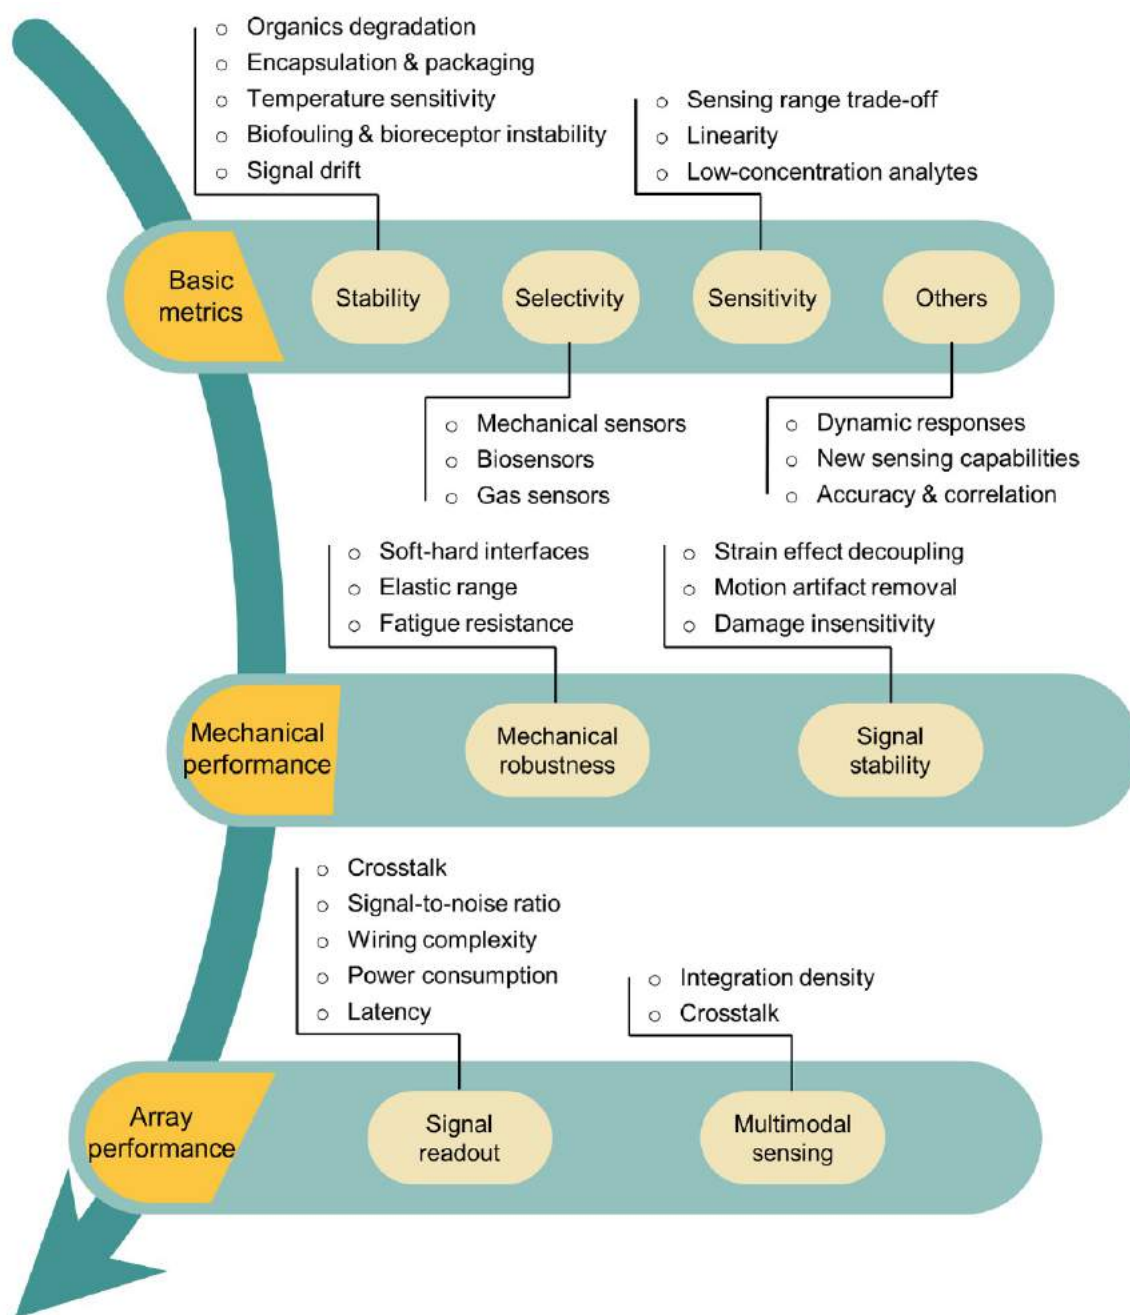 Organics degradation
Encapsulation & packaging
Temperature sensitivity
Biofouling & bioreceptor instability
Signal drift
Sensing range trade-off
Linearity
Low-concentration analytes
Basic
metrics
Stability
Selectivity
Sensitivity
Others
Mechanical sensors
Biosensors
Gas sensors
Dynamic responses
New sensing capabilities
Accuracy & correlation
Soft-hard interfaces
Elastic range
Fatigue resistance
Strain effect decoupling
Motion artifact removal
Damage insensitivity
Mechanical
performance
Mechanical
robustness
Signal
stability
Crosstalk
Signal-to-noise ratio
Wiring complexity
Power consumption
Latency
Integration density
Crosstalk
Array
performance
Signal
readout
Multimodal
sensing